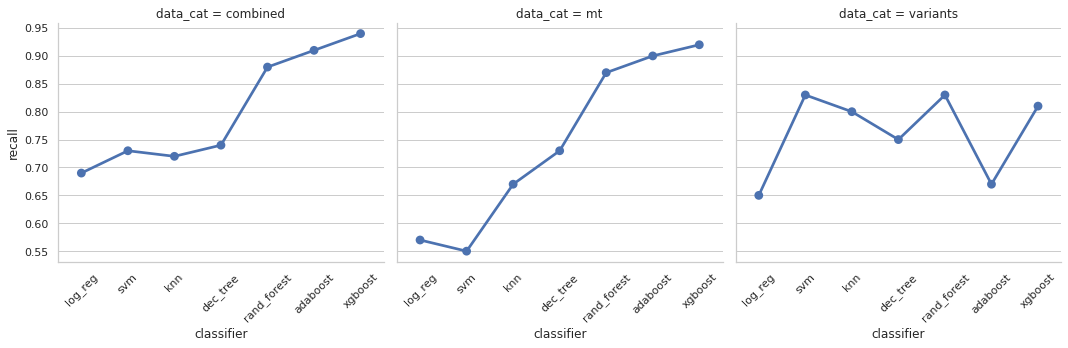 data_cat = combined
data_cat = mt
data_cat = variants
recall
0.95
0.90
0.85
0.80
0.75
0.70
0.65
0.60
0.55
log_reg
svm
knn
dec_tree
rand_forest
adaboost
xgboost
classifier
log_reg
svm
knn
dec_tree
rand_forest
adaboost
xgboost
classifier
log_reg
svm
knn
dec_tree
rand_forest
adaboost
xgboost
classifier